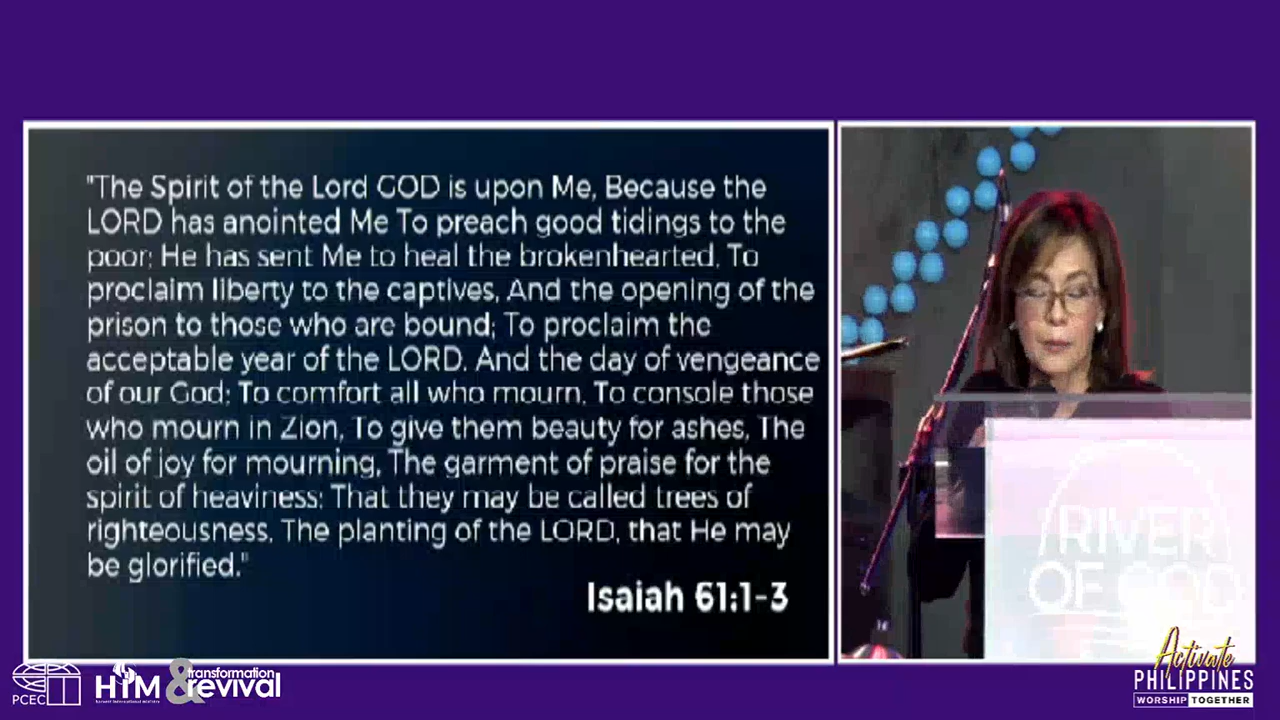 "The Spirit of the Lord GOD is upon Me, Because the
LORD has anointed Me To preach good tidings to the
poor; He has sent Me to heal the brokenhearted, To
proclaim liberty to the captives, And the opening of the
prison to those who are bound; To proclaim the
acceptable year of the LORD, And the day of vengeance
of our God; To comfort all who mourn, To console those
who mourn in Zion, To give them beauty for ashes, The
oil of joy for mourning, The garment of praise for the
spirit of heaviness; That they may be called trees of
righteousness, The planting of the LORD, that He may
be glorified."
Isaiah 61:1-3
RIVER
OF GOD
PCEC
HIM
&transformation
revival
Activate
PHILIPPINES
WORSHIP TOGETHER